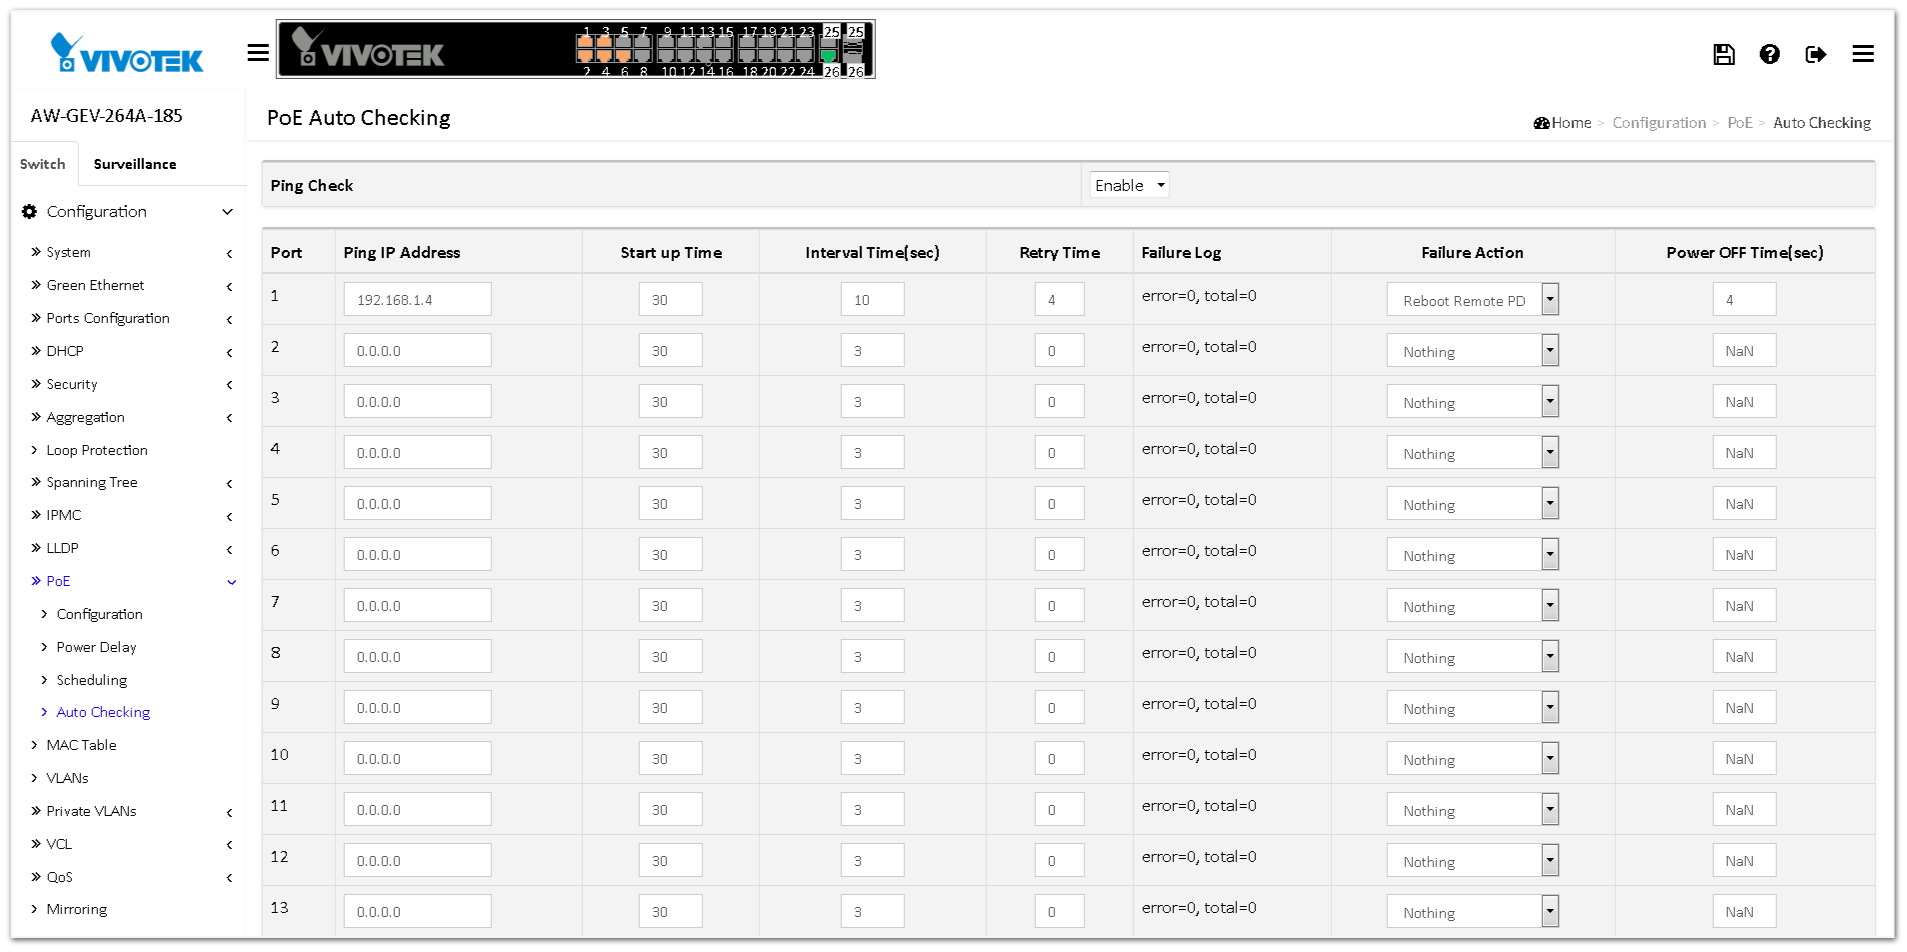 VIVOTEK
VIVOTEK
1 3 5 7 9 11 13 15 17 19 21 23 25 25
2 4 6 8 10 12 14 16 18 20 22 24 26 26
AW-GEV-264A-185
PoE Auto Checking
Home > Configuration > PoE > Auto Checking
Switch Surveillance
Configuration
System
Green Ethernet
Ports Configuration
DHCP
Security
Aggregation
Loop Protection
Spanning Tree
IPMC
LLDP
PoE
Configuration
Power Delay
Scheduling
Auto Checking
MAC Table
VLANs
Private VLANs
VCL
QoS
Mirroring
Ping Check Enable
Port Ping IP Address Start up Time Interval Time(sec) Retry Time Failure Log Failure Action Power OFF Time(sec)
1 192.168.1.4 30 10 4 error=0, total=0 Reboot Remote PD 4
2 0.0.0.0 30 3 0 error=0, total=0 Nothing NaN
3 0.0.0.0 30 3 0 error=0, total=0 Nothing NaN
4 0.0.0.0 30 3 0 error=0, total=0 Nothing NaN
5 0.0.0.0 30 3 0 error=0, total=0 Nothing NaN
6 0.0.0.0 30 3 0 error=0, total=0 Nothing NaN
7 0.0.0.0 30 3 0 error=0, total=0 Nothing NaN
8 0.0.0.0 30 3 0 error=0, total=0 Nothing NaN
9 0.0.0.0 30 3 0 error=0, total=0 Nothing NaN
10 0.0.0.0 30 3 0 error=0, total=0 Nothing NaN
11 0.0.0.0 30 3 0 error=0, total=0 Nothing NaN
12 0.0.0.0 30 3 0 error=0, total=0 Nothing NaN
13 0.0.0.0 30 3 0 error=0, total=0 Nothing NaN